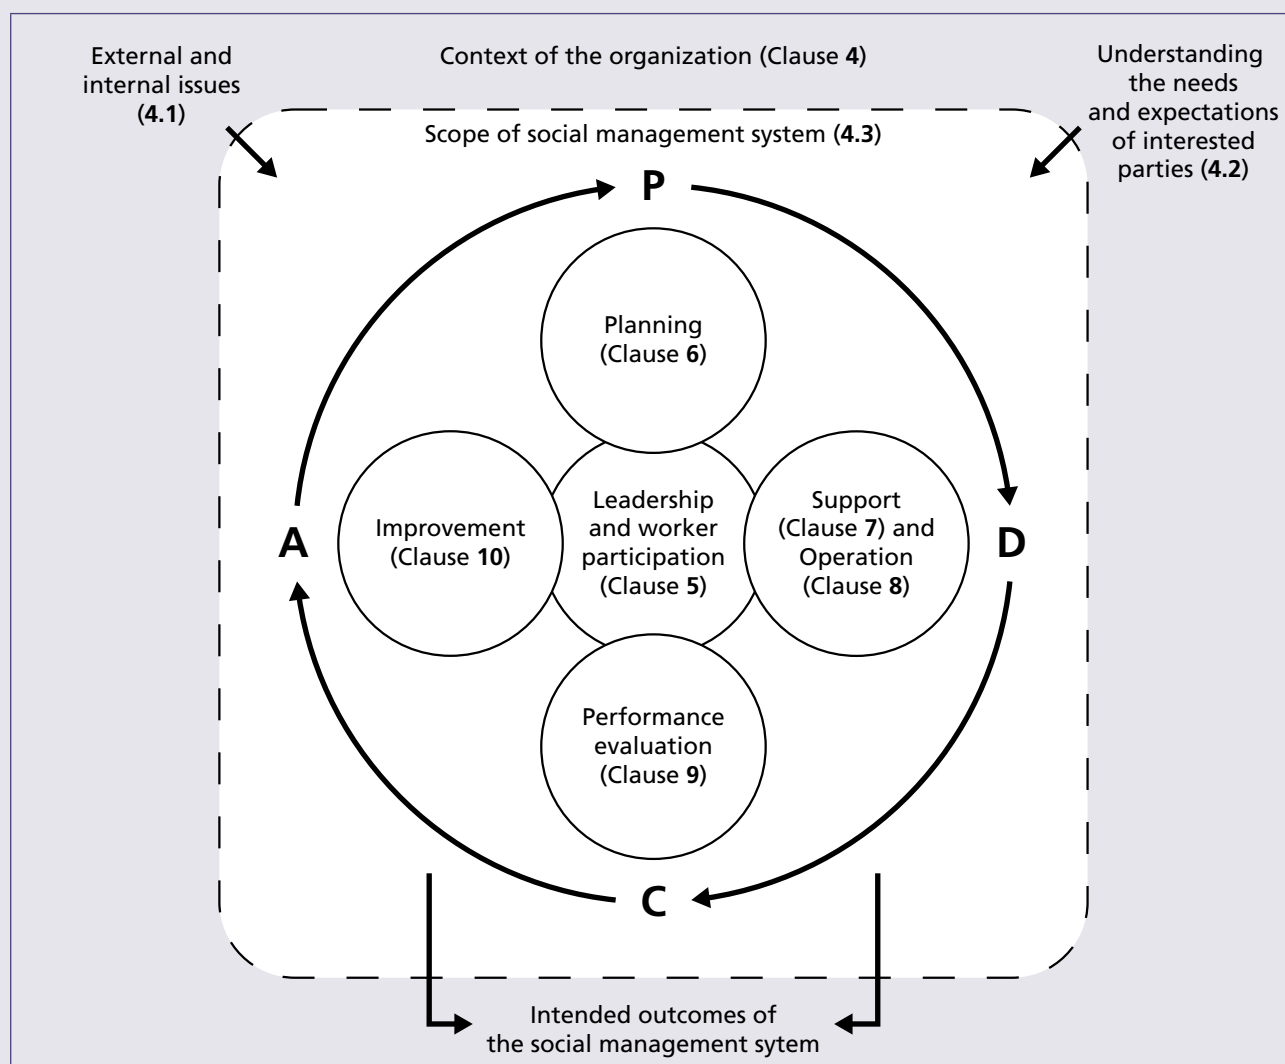 External and
internal issues
(4.1)
Context of the organization (Clause 4)
Understanding
the needs
and expectations
of interested
parties (4.2)
Scope of social management system (4.3)
P
Planning
(Clause 6)
A
Improvement
(Clause 10)
Leadership
and worker
participation
(Clause 5)
Support
(Clause 7) and
Operation
(Clause 8)
D
Performance
evaluation
(Clause 9)
C
Intended outcomes of
the social management sytem